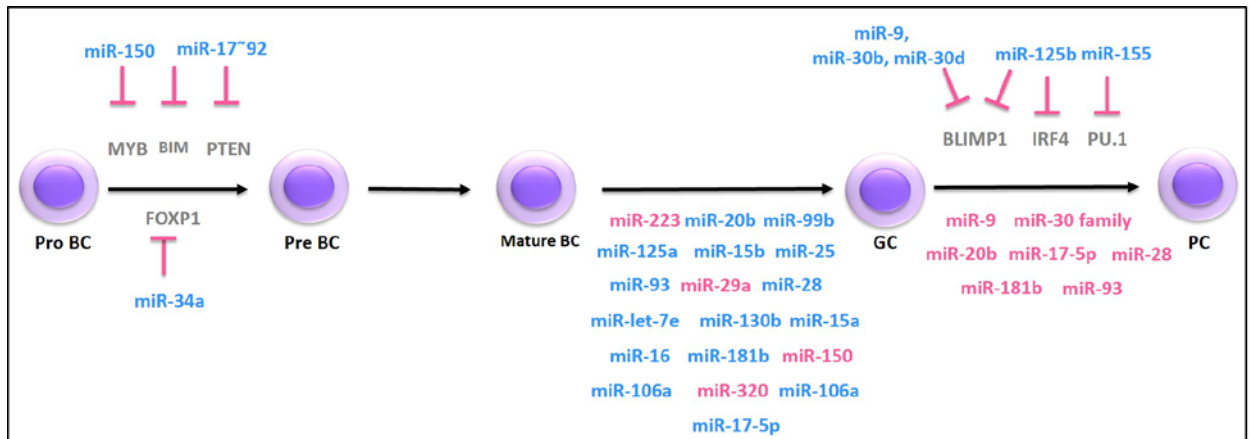 miR-150 miR-17~92
MYB BIM PTEN
FOXP1
miR-34a
Pro BC
Pre BC
Mature BC
miR-223 miR-20b miR-99b
miR-125a miR-15b miR-25
miR-93 miR-29a miR-28
miR-let-7e miR-130b miR-15a
miR-16 miR-181b miR-150
miR-106a miR-320 miR-106a
miR-17-5p
GC
miR-9,
miR-30b, miR-30d
miR-125b miR-155
BLIMP1 IRF4 PU.1
miR-9 miR-30 family
miR-20b miR-17-5p miR-28
miR-181b miR-93
PC